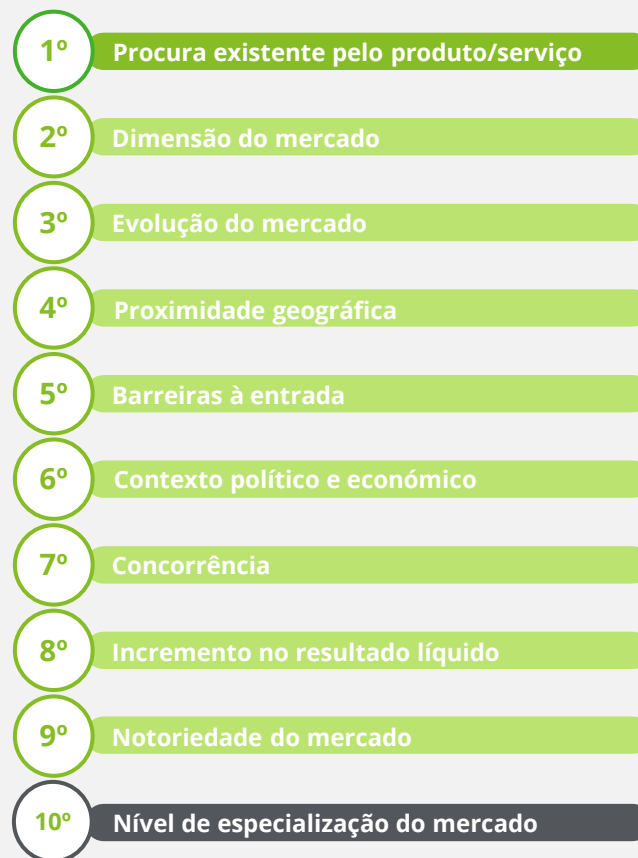 1º Procura existente pelo produto/serviço
2º Dimensão do mercado
3º Evolução do mercado
4º Proximidade geográfica
5º Barreiras à entrada
6º Contexto político e económico
7º Concorrência
8º Incremento no resultado líquido
9º Notoriedade do mercado
10º Nível de especialização do mercado